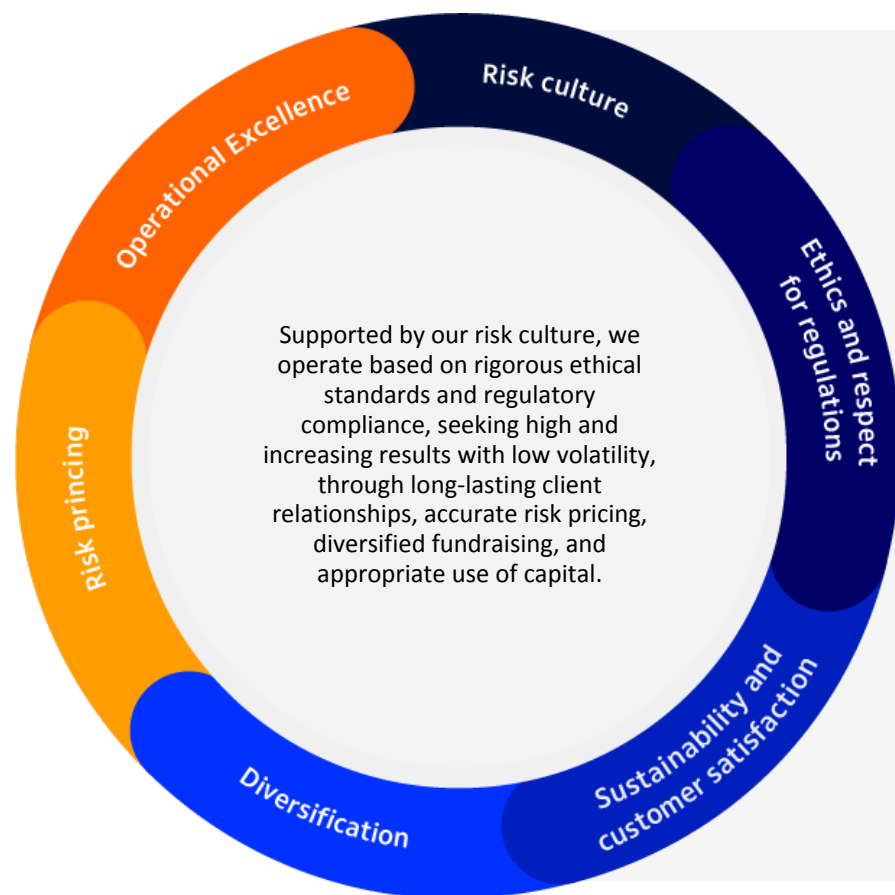 Risk culture
Ethics and respect
for regulations
Sustainability and
customer satisfaction
Diversification
Risk princing
Operational Excellence
Supported by our risk culture, we
operate based on rigorous ethical
standards and regulatory
compliance, seeking high and
increasing results with low volatility,
through long-lasting client
relationships, accurate risk pricing,
diversified fundraising, and
appropriate use of capital.